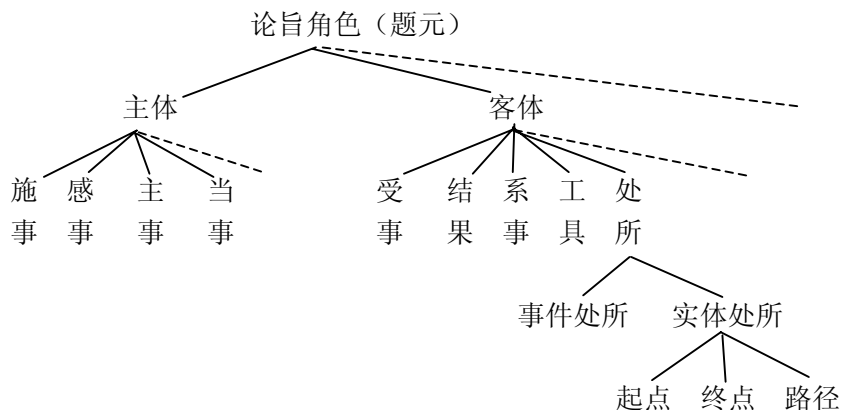 论旨角色（题元）
主体 客体
施事 感事 主事 当事 受事 结果 系事 工具 处所
事件处所 实体处所
起点 终点 路径